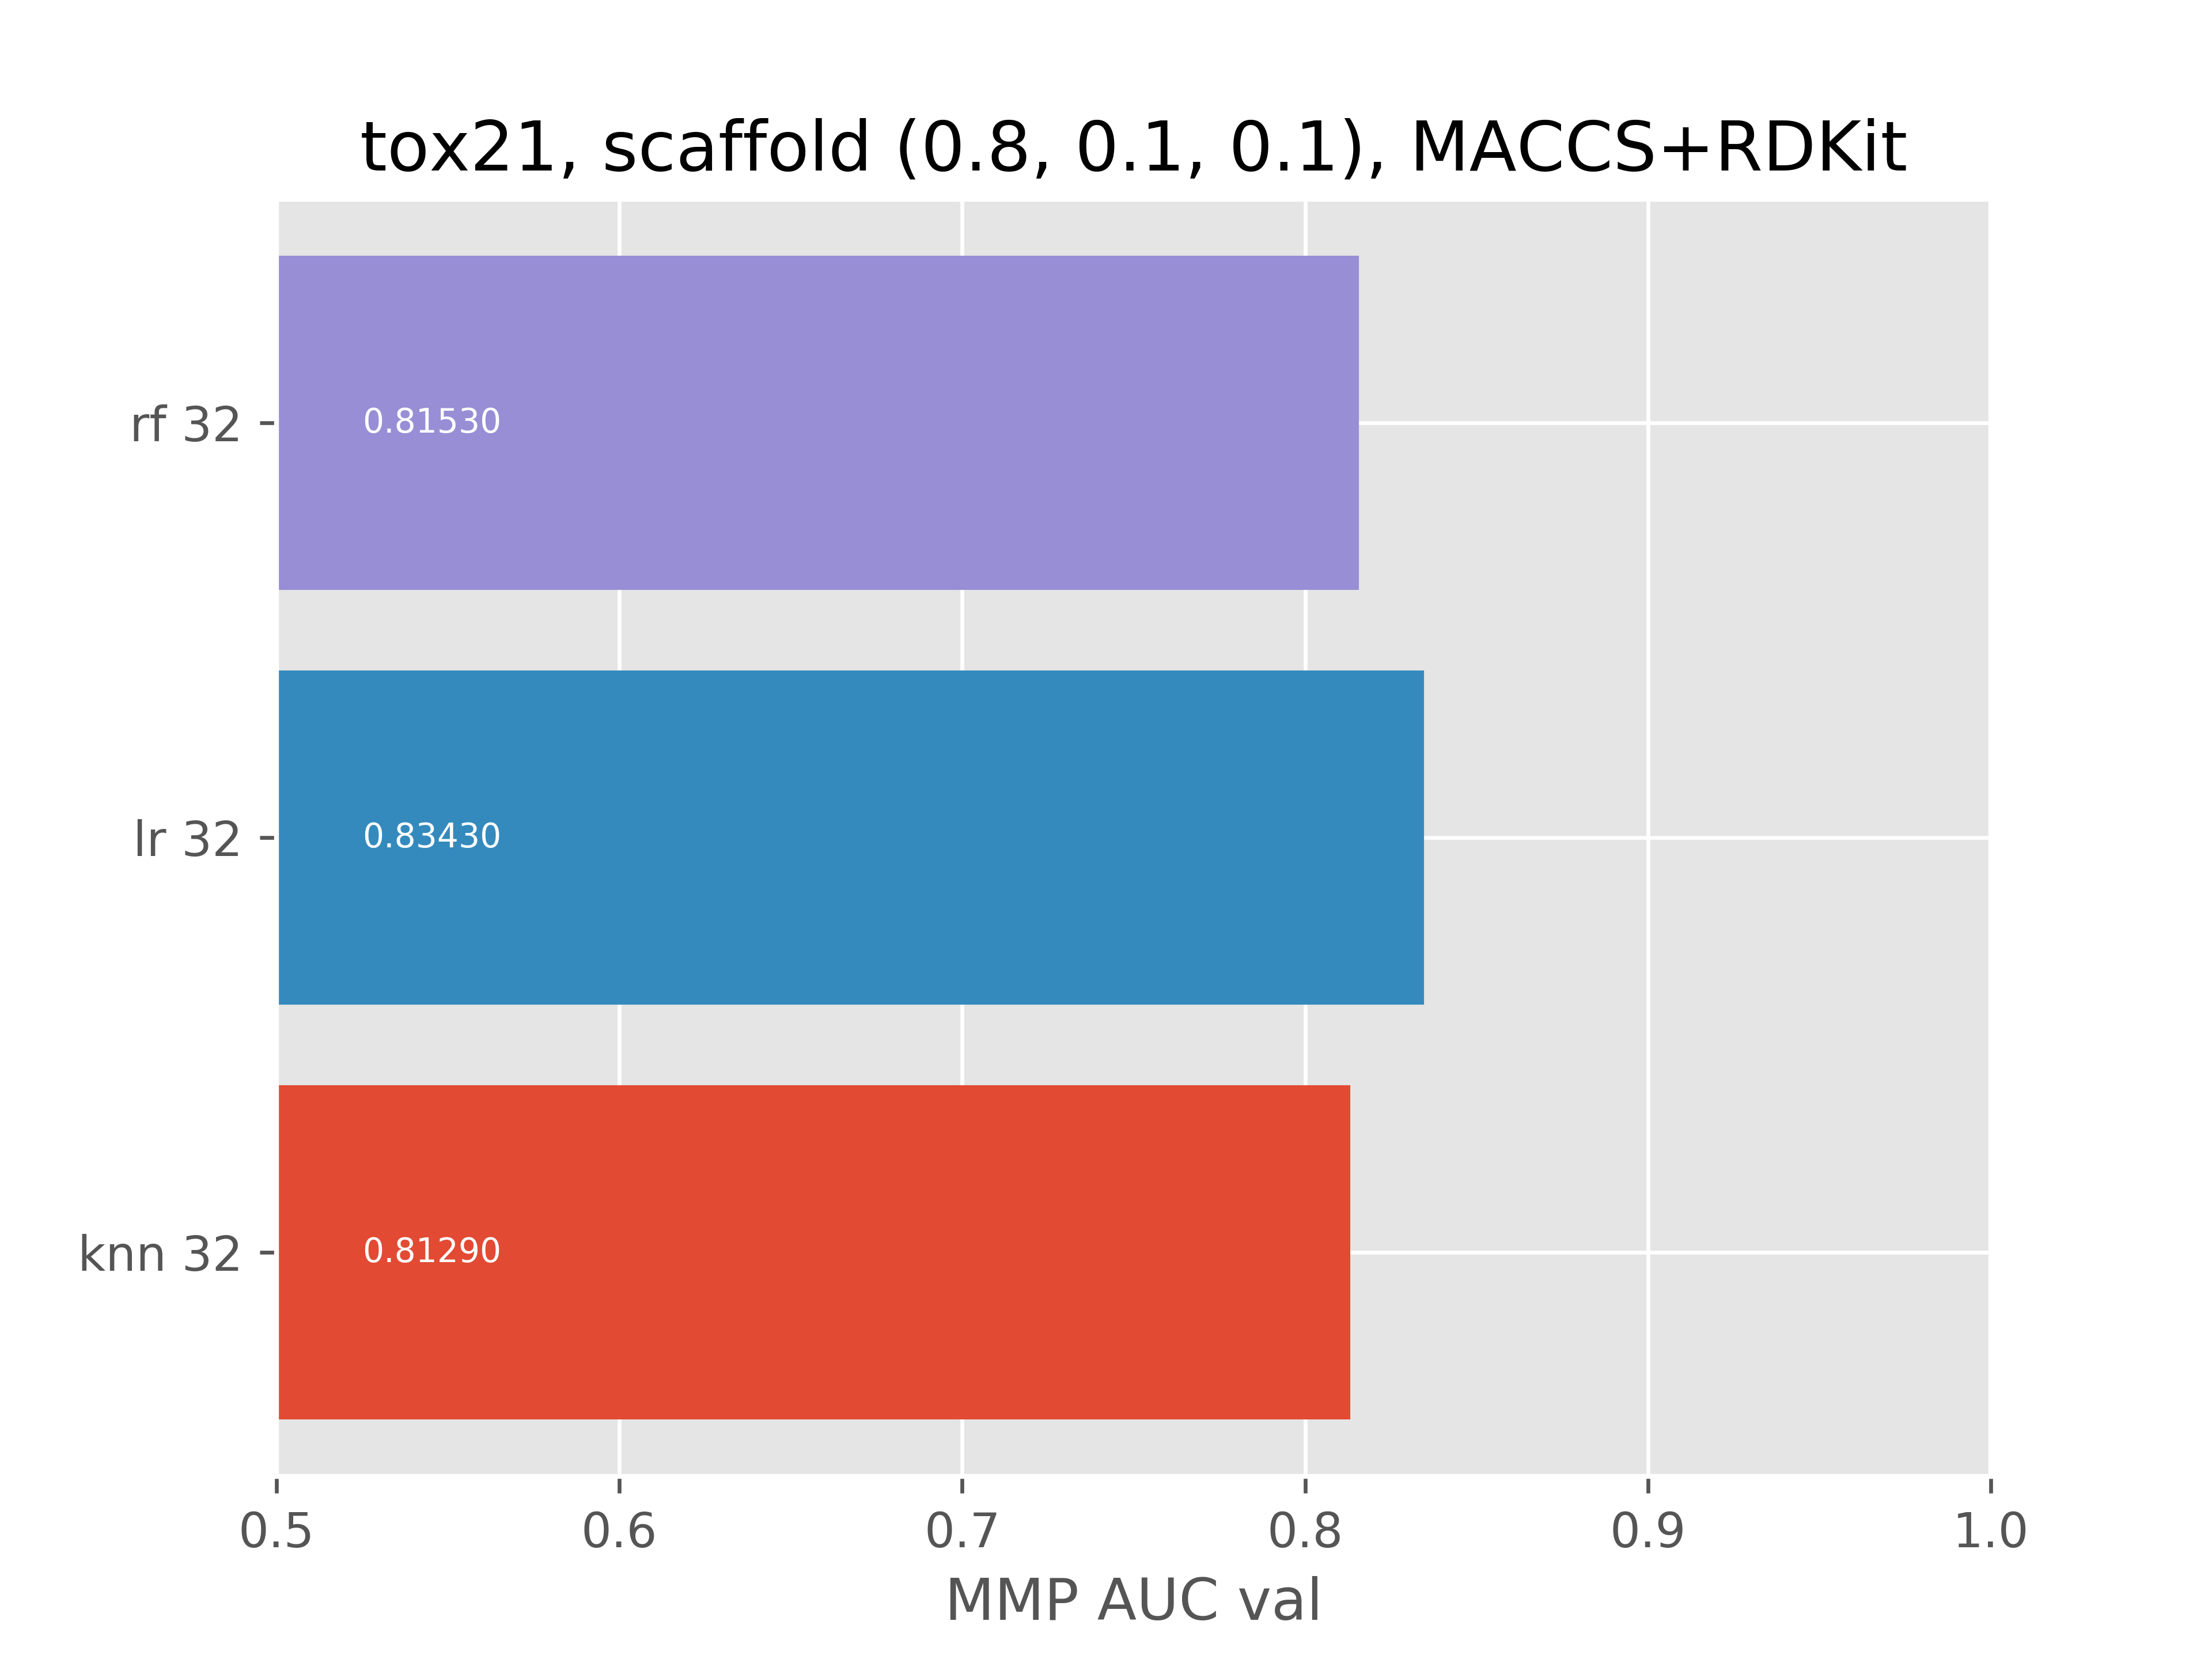 tox21, scaffold (0.8, 0.1, 0.1), MACCS+RDKit
rf 32
0.81530
lr 32
0.83430
knn 32
0.81290
0.5 0.6 0.7 0.8 0.9 1.0
MMP AUC val